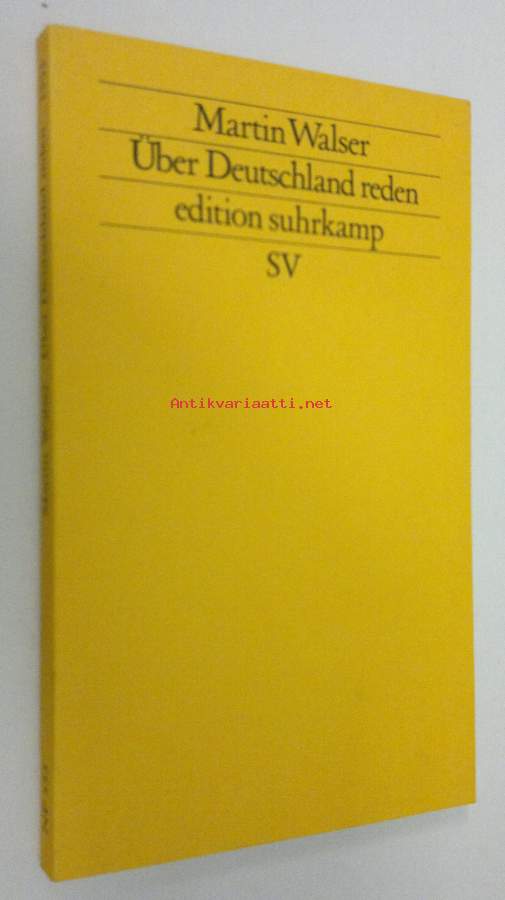 Martin Walser
Über Deutschland reden
edition suhrkamp
SV
Antikvariaatti.net